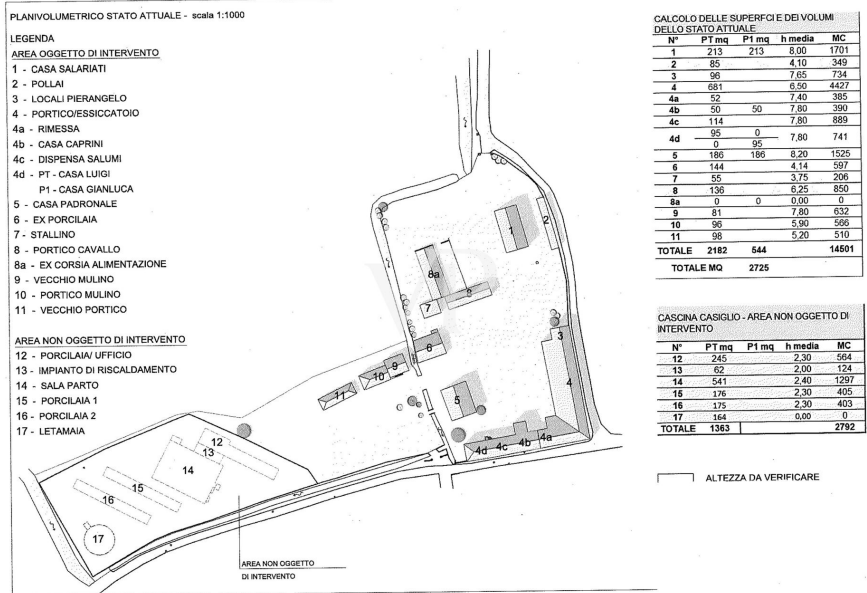 PLANIVOLUMETRICO STATO ATTUALE - scala 1:1000
LEGENDA
AREA OGGETTO DI INTERVENTO
1 - CASA SALARIATI
2 - POLLAI
3 - LOCALI PIERANGELO
4 - PORTICO/ESSICCATOIO
4a - RIMESSA
4b - CASA CAPRINI
4c - DISPENSA SALUMI
4d - PT - CASA LUIGI
P1 - CASA GIANLUCA
5 - CASA PADRONALE
6 - EX PORCILAIA
7 - STALLINO
8 - PORTICO CAVALLO
8a - EX CORSIA ALIMENTAZIONE
9 - VECCHIO MULINO
10 - PORTICO MULINO
11 - VECCHIO PORTICO
AREA NON OGGETTO DI INTERVENTO
12 - PORCILAIA/ UFFICIO
13 - IMPIANTO DI RISCALDAMENTO
14 - SALA PARTO
15 - PORCILAIA 1
16 - PORCILAIA 2
17 - LETAMAIA
1
2
8a
8
7
3
6
9
10
11
4
5
4a
4b
4c
4d
12
13
14
15
16
17
AREA NON OGGETTO
DI INTERVENTO
CALCOLO DELLE SUPERFCI E DEI VOLUMI
DELLO STATO ATTUALE
N° PT mq P1 mq h media MC
1 213 213 8,00 1701
2 85 4,10 349
3 96 7,65 734
4 681 6,50 4427
4a 52 7,40 385
4b 50 50 7,80 390
4c 114 7,80 889
4d 95 0 7,80 741
0 95
5 186 186 8,20 1525
6 144 4,14 597
7 55 3,75 206
8 136 6,25 850
8a 0 0 0,00 0
9 81 7,80 632
10 96 5,90 566
11 98 5,20 510
TOTALE 2182 544 14501
TOTALE MQ 2725
CASCINA CASIGLIO - AREA NON OGGETTO DI
INTERVENTO
N° PT mq P1 mq h media MC
12 245 2,30 564
13 62 2,00 124
14 541 2,40 1297
15 176 2,30 405
16 175 2,30 403
17 164 0,00 0
TOTALE 1363 2792
ALTEZZA DA VERIFICARE